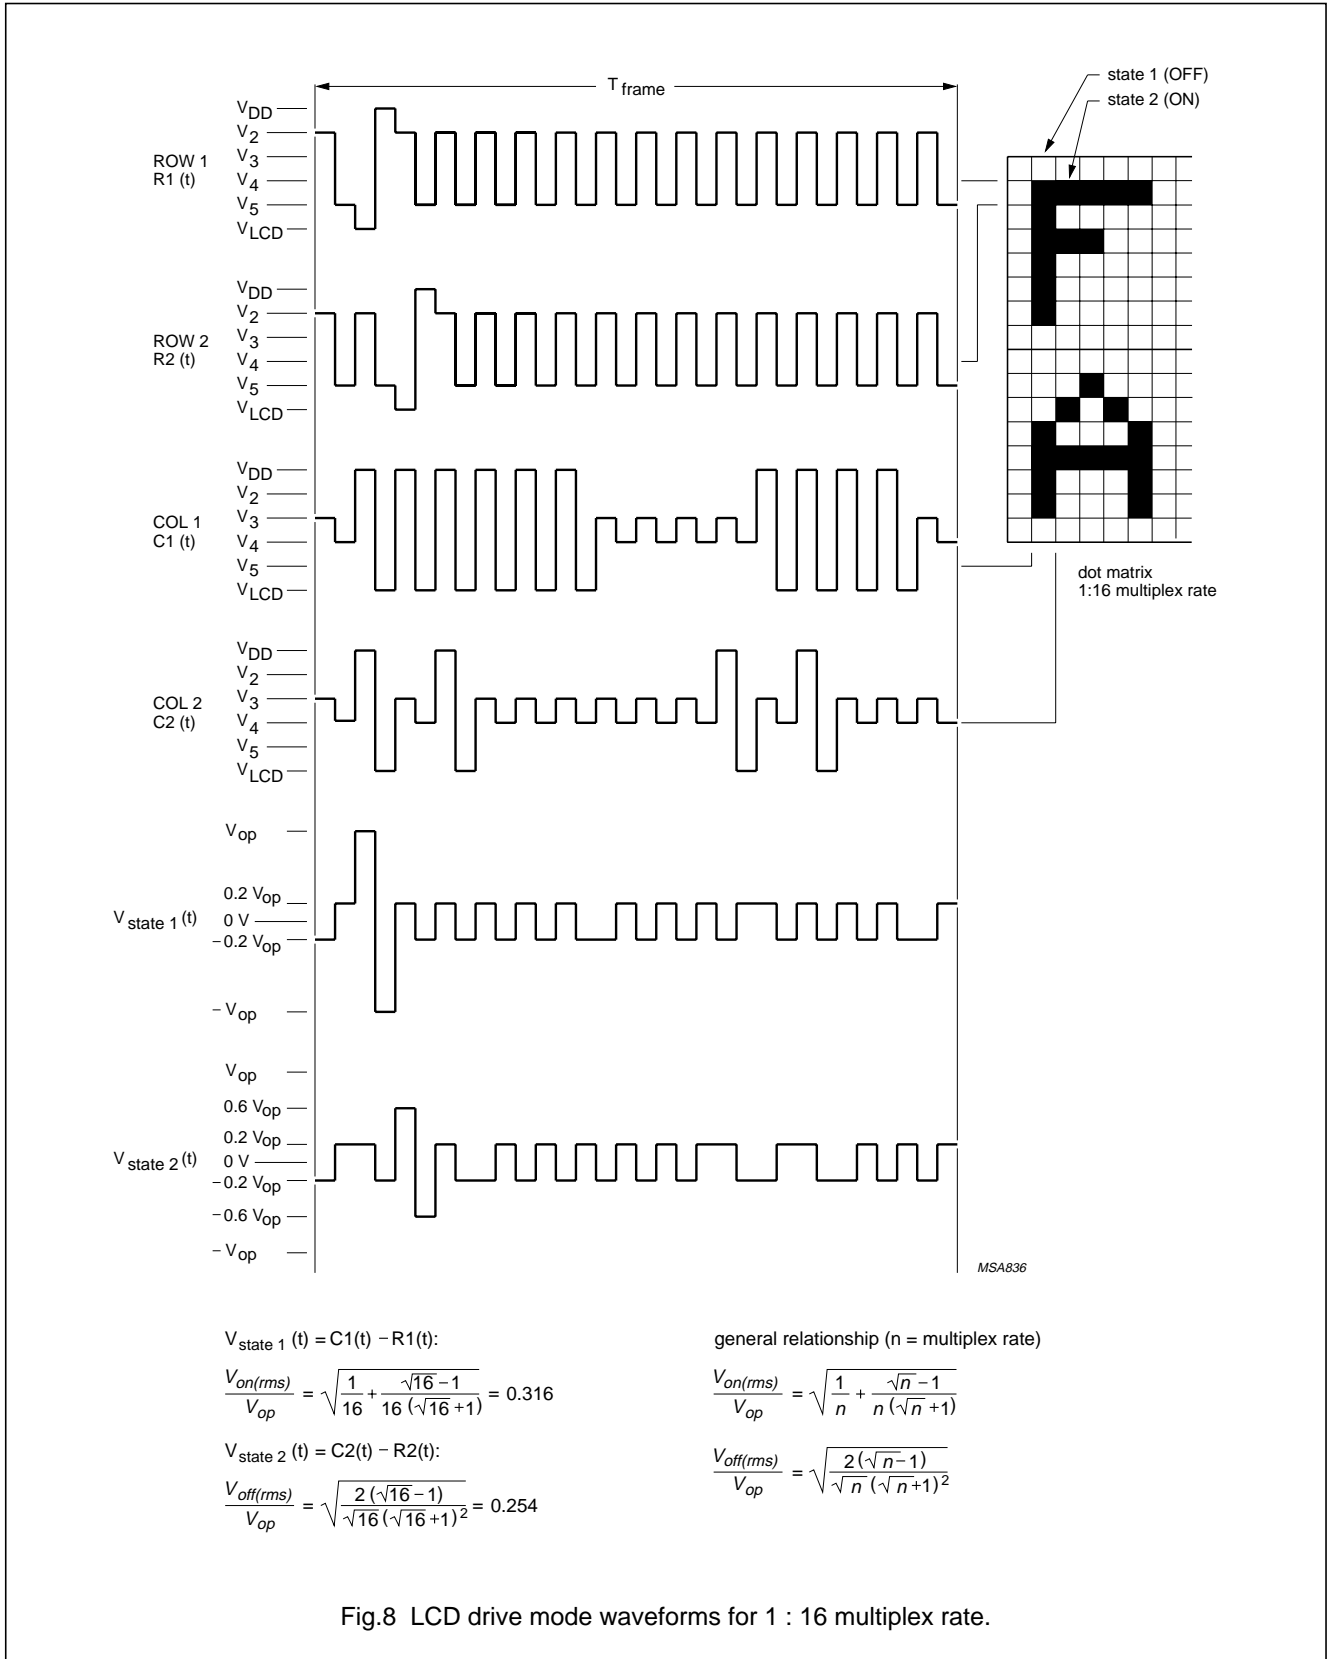 T frame
state 1 (OFF)
state 2 (ON)
ROW 1
R1 (t)
VDD
V2
V3
V4
V5
VLCD
ROW 2
R2 (t)
VDD
V2
V3
V4
V5
VLCD
COL 1
C1 (t)
VDD
V2
V3
V4
V5
VLCD
dot matrix
1:16 multiplex rate
COL 2
C2 (t)
VDD
V2
V3
V4
V5
VLCD
V state 1 (t)
Vop
0.2 Vop
0 V
−0.2 Vop
−Vop
V state 2 (t)
Vop
0.6 Vop
0.2 Vop
0 V
−0.2 Vop
−0.6 Vop
−Vop
MSA836
V state 1 (t) = C1(t) − R1(t):
Von(rms)/Vop = √(1/16 + (√16 − 1)/(16 (√16 + 1))) = 0.316
V state 2 (t) = C2(t) − R2(t):
Voff(rms)/Vop = √(2 (√16 − 1)/(√16 (√16 + 1)²)) = 0.254
general relationship (n = multiplex rate)
Von(rms)/Vop = √(1/n + (√n − 1)/(n (√n + 1)))
Voff(rms)/Vop = √(2 (√n − 1)/(√n (√n + 1)²))
Fig.8 LCD drive mode waveforms for 1 : 16 multiplex rate.